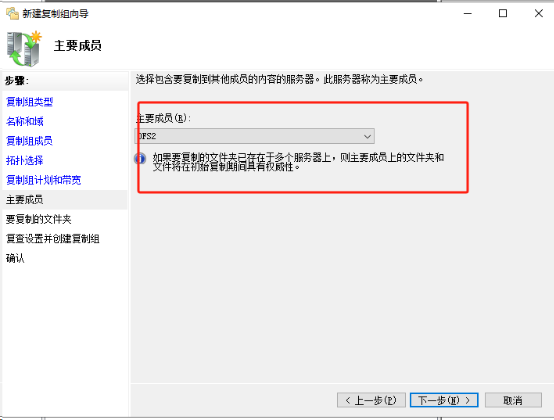 新建复制组向导
主要成员
步骤:
复制组类型
名称和域
复制组成员
拓扑选择
复制组计划和带宽
主要成员
要复制的文件夹
复查设置并创建复制组
确认
选择包含要复制到其他成员的内容的服务器。此服务器称为主要成员。
主要成员(R):
DFS2
如果要复制的文件夹已存在于多个服务器上，则主要成员上的文件夹和
文件将在初始复制期间具有权威性。
< 上一步(P)
下一步(N) >
取消